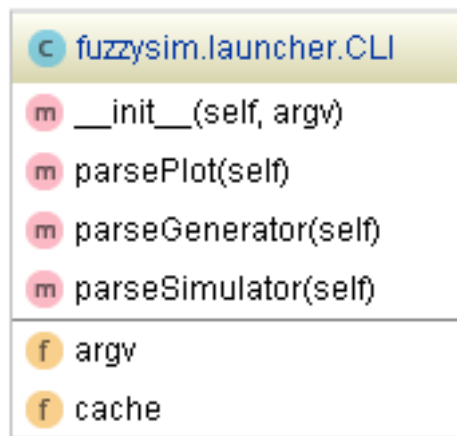 c fuzzysim.launcher.CLI
m __init__(self, argv)
m parsePlot(self)
m parseGenerator(self)
m parseSimulator(self)
f argv
f cache